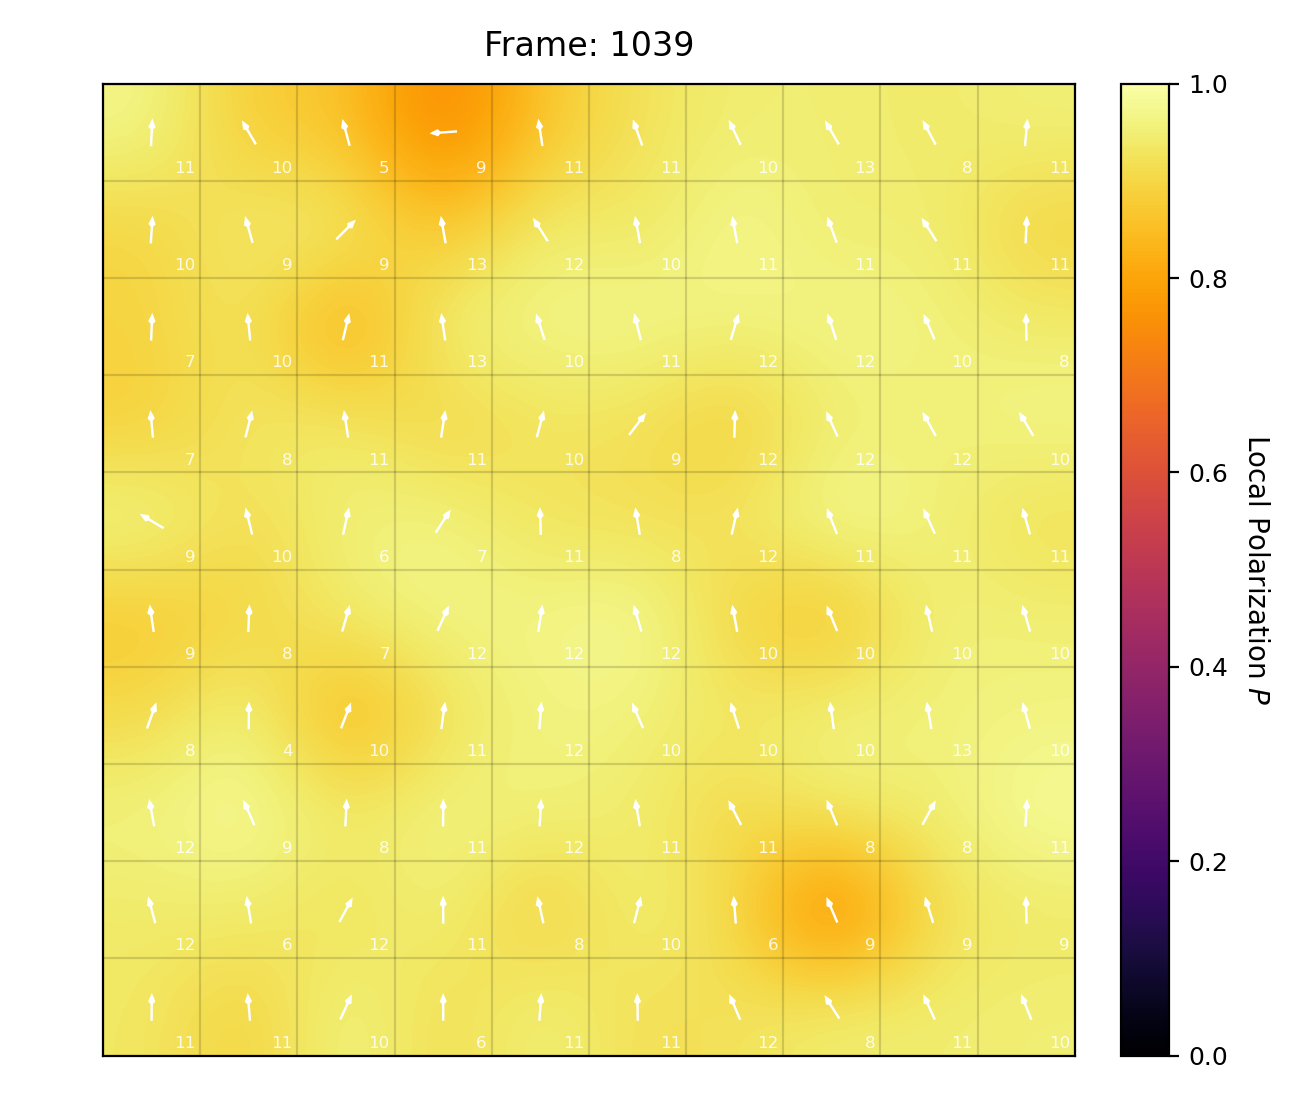 Frame: 1039
11 10 5 9 11 11 10 13 8 11
10 9 9 13 12 10 11 11 11 11
7 10 11 13 10 11 12 12 10 8
7 8 11 11 10 9 12 12 12 10
9 10 6 7 11 8 12 11 11 11
9 8 7 12 12 12 10 10 10 10
8 4 10 11 12 10 10 10 13 10
12 9 8 11 12 11 11 8 8 11
12 6 12 11 8 10 6 9 9 9
11 11 10 6 11 11 12 8 11 10
1.0
0.8
0.6
0.4
0.2
0.0
Local Polarization P